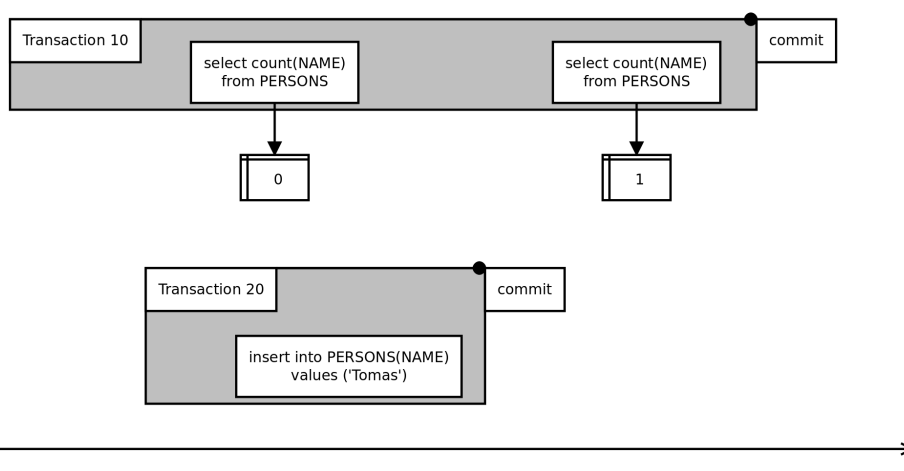 Transaction 10
select count(NAME)
from PERSONS
select count(NAME)
from PERSONS
commit
0
1
Transaction 20
commit
insert into PERSONS(NAME)
values ('Tomas')